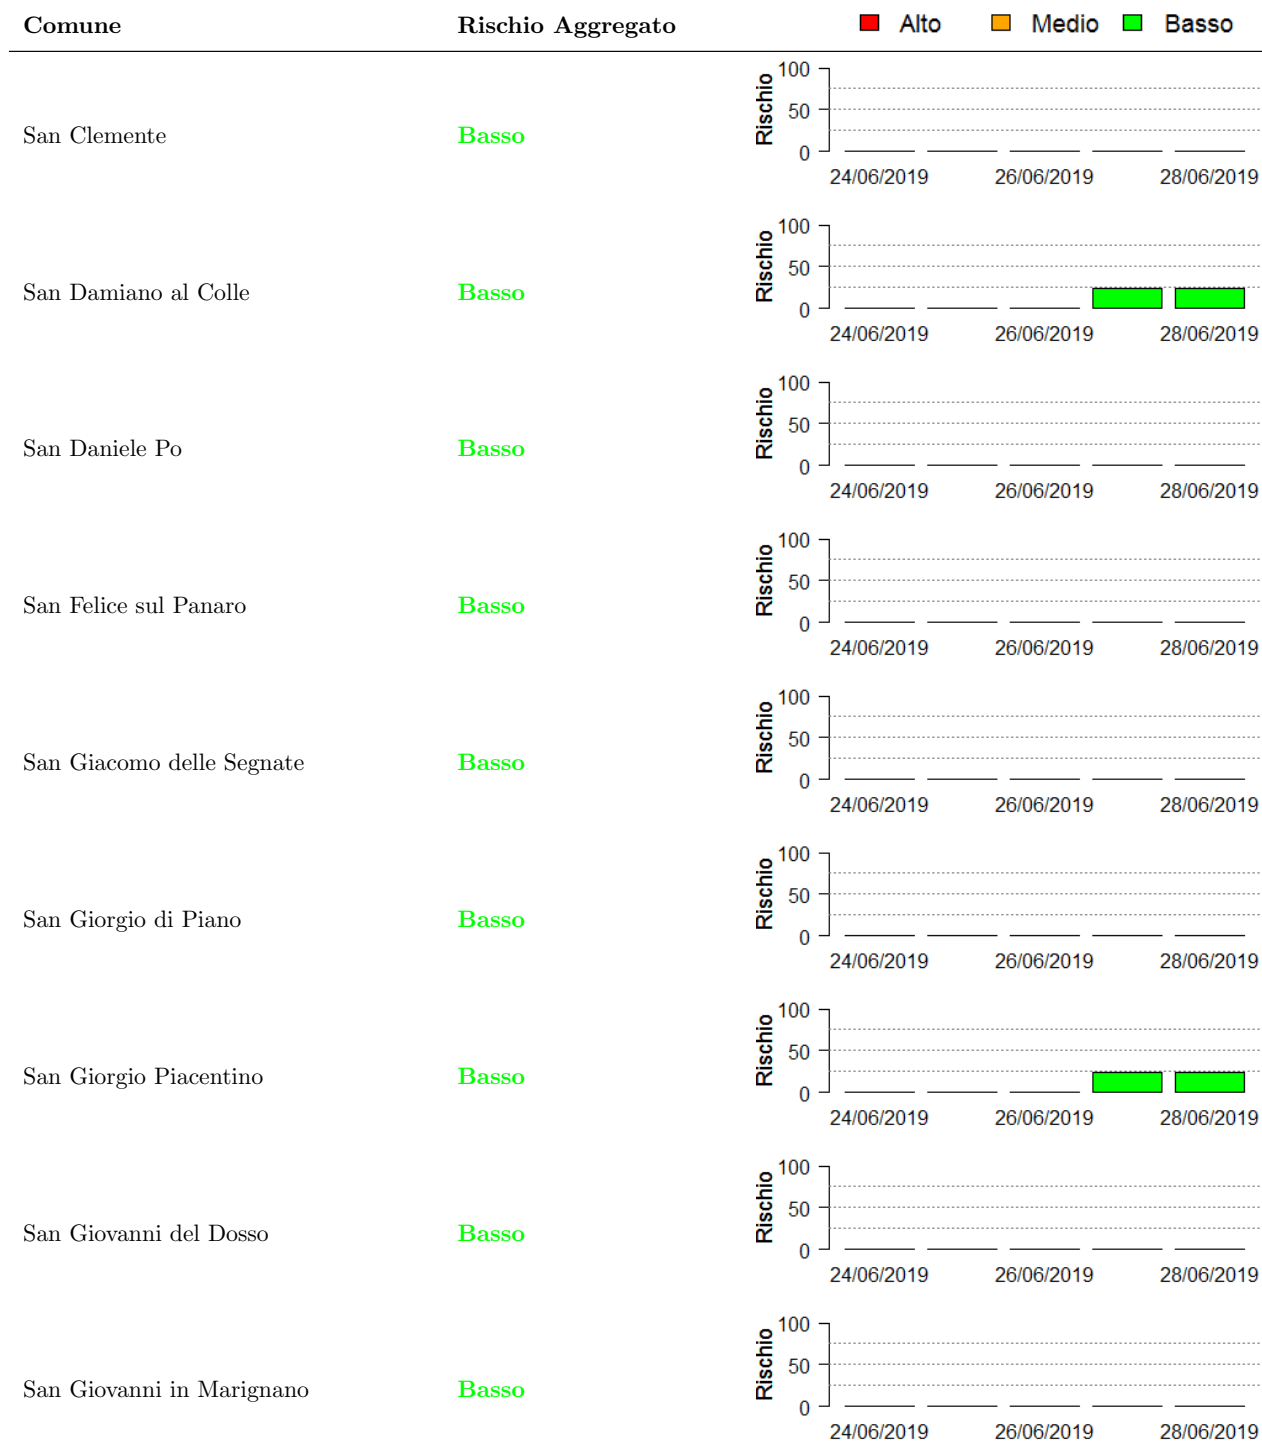 Comune Rischio Aggregato Alto Medio Basso
San Clemente Basso
Rischio
100
50
0
24/06/2019 26/06/2019 28/06/2019
San Damiano al Colle Basso
Rischio
100
50
0
24/06/2019 26/06/2019 28/06/2019
San Daniele Po Basso
Rischio
100
50
0
24/06/2019 26/06/2019 28/06/2019
San Felice sul Panaro Basso
Rischio
100
50
0
24/06/2019 26/06/2019 28/06/2019
San Giacomo delle Segnate Basso
Rischio
100
50
0
24/06/2019 26/06/2019 28/06/2019
San Giorgio di Piano Basso
Rischio
100
50
0
24/06/2019 26/06/2019 28/06/2019
San Giorgio Piacentino Basso
Rischio
100
50
0
24/06/2019 26/06/2019 28/06/2019
San Giovanni del Dosso Basso
Rischio
100
50
0
24/06/2019 26/06/2019 28/06/2019
San Giovanni in Marignano Basso
Rischio
100
50
0
24/06/2019 26/06/2019 28/06/2019